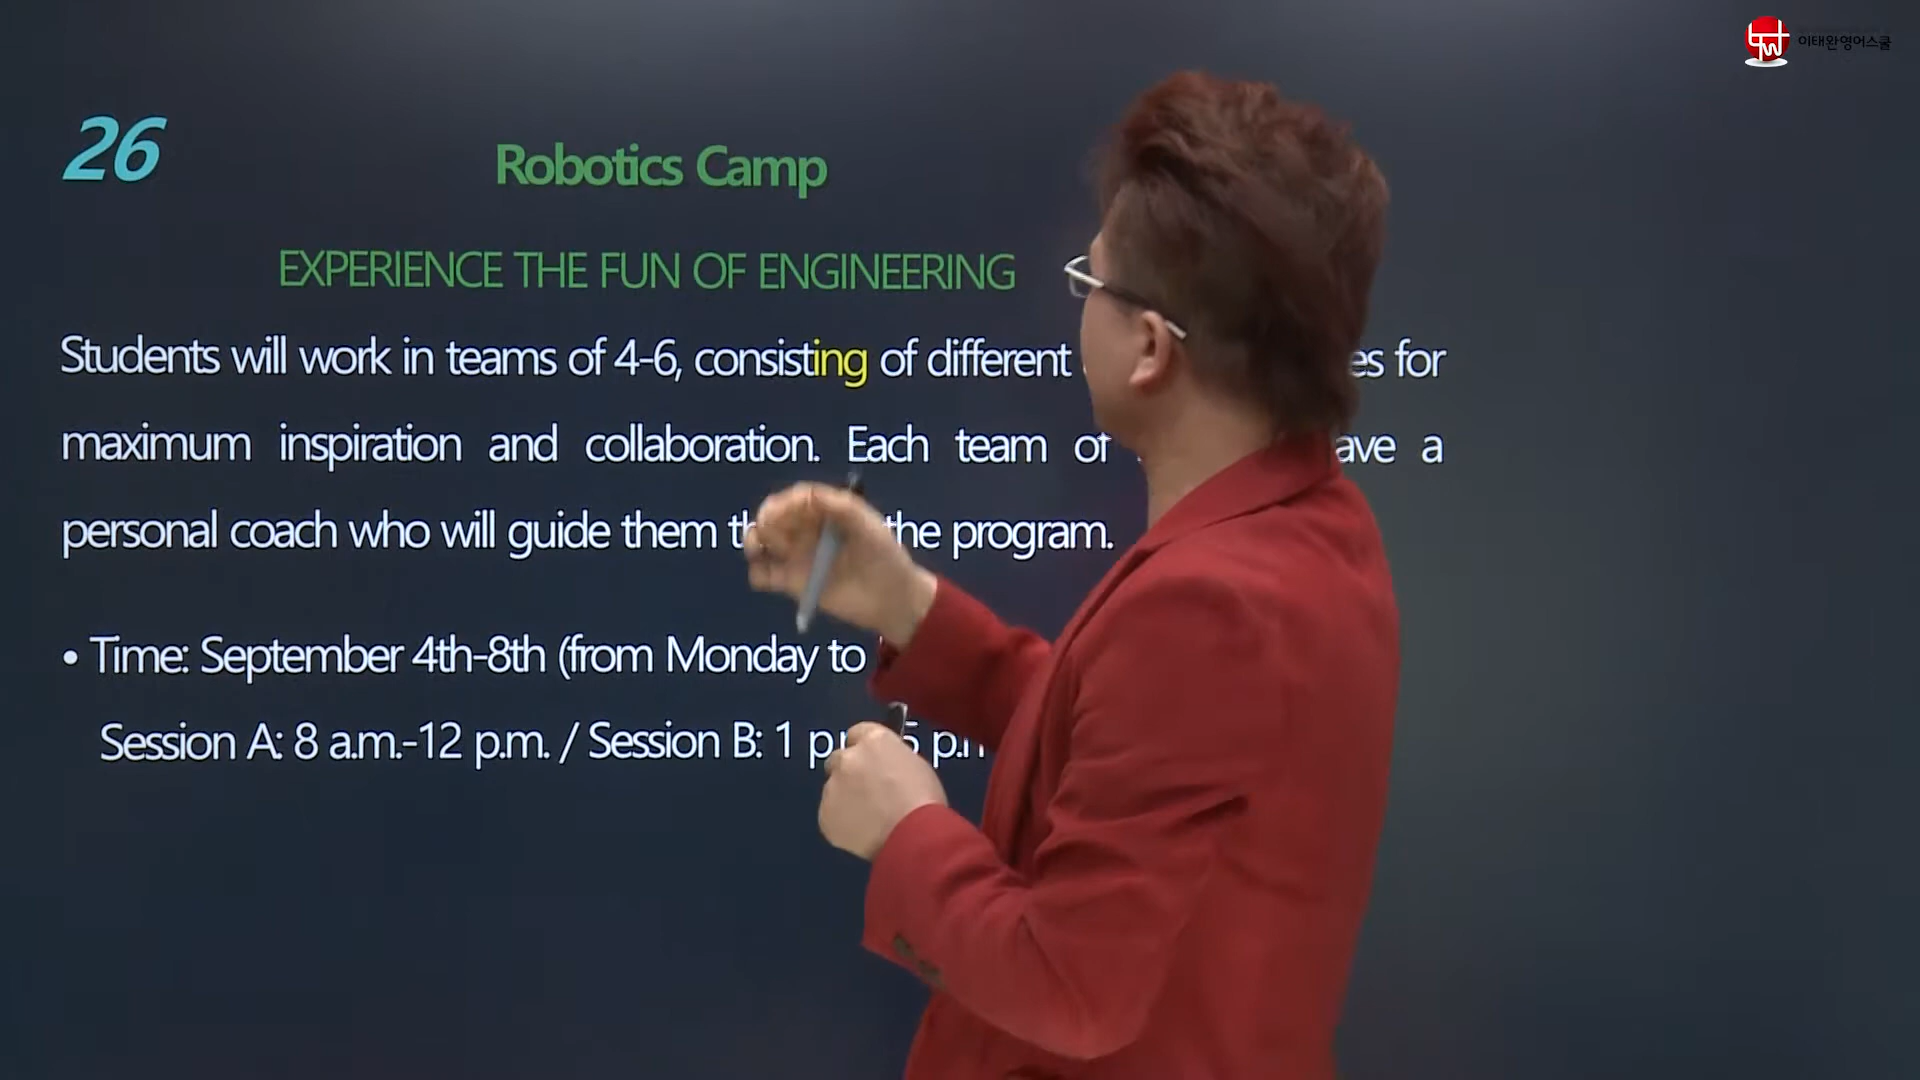 이태완영어스쿨
26
Robotics Camp
EXPERIENCE THE FUN OF ENGINEERING
Students will work in teams of 4-6, consisting of different for
maximum inspiration and collaboration. Each team of a
personal coach who will guide them the program.
• Time: September 4th-8th (from Monday to
Session A: 8 a.m.-12 p.m. / Session B: 1